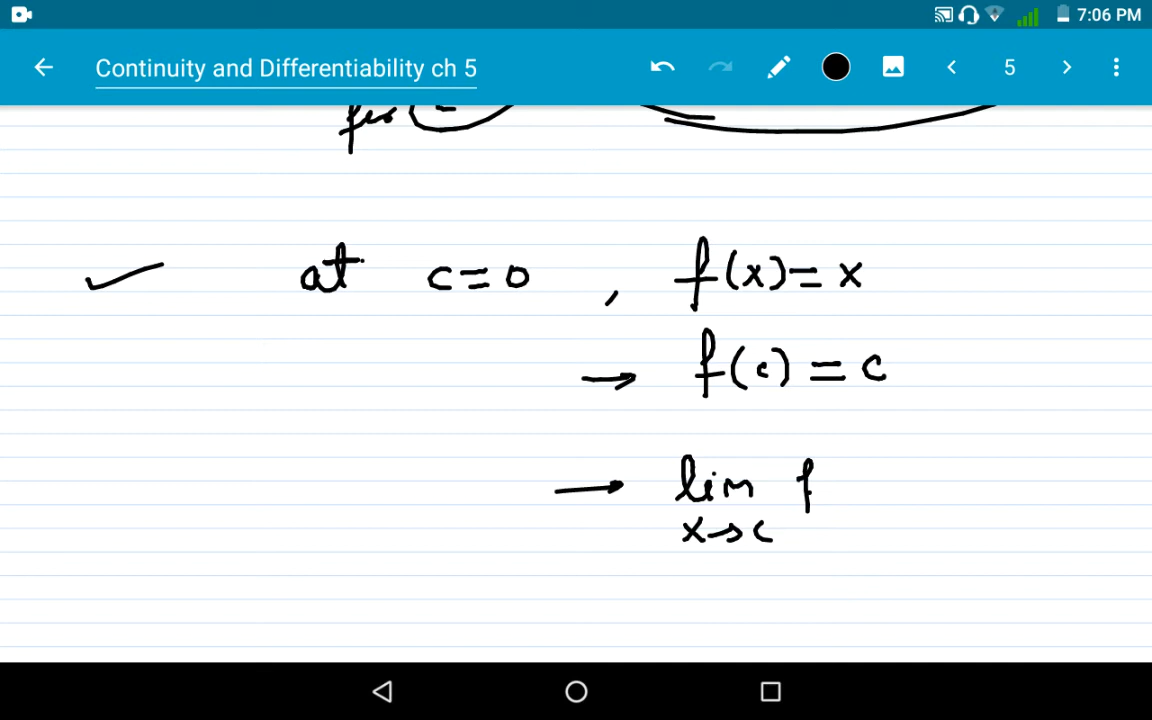 7:06 PM
Continuity and Differentiability ch 5
5
at c=0 , f(x)=x
→ f(c) = c
→ lim f
x→c